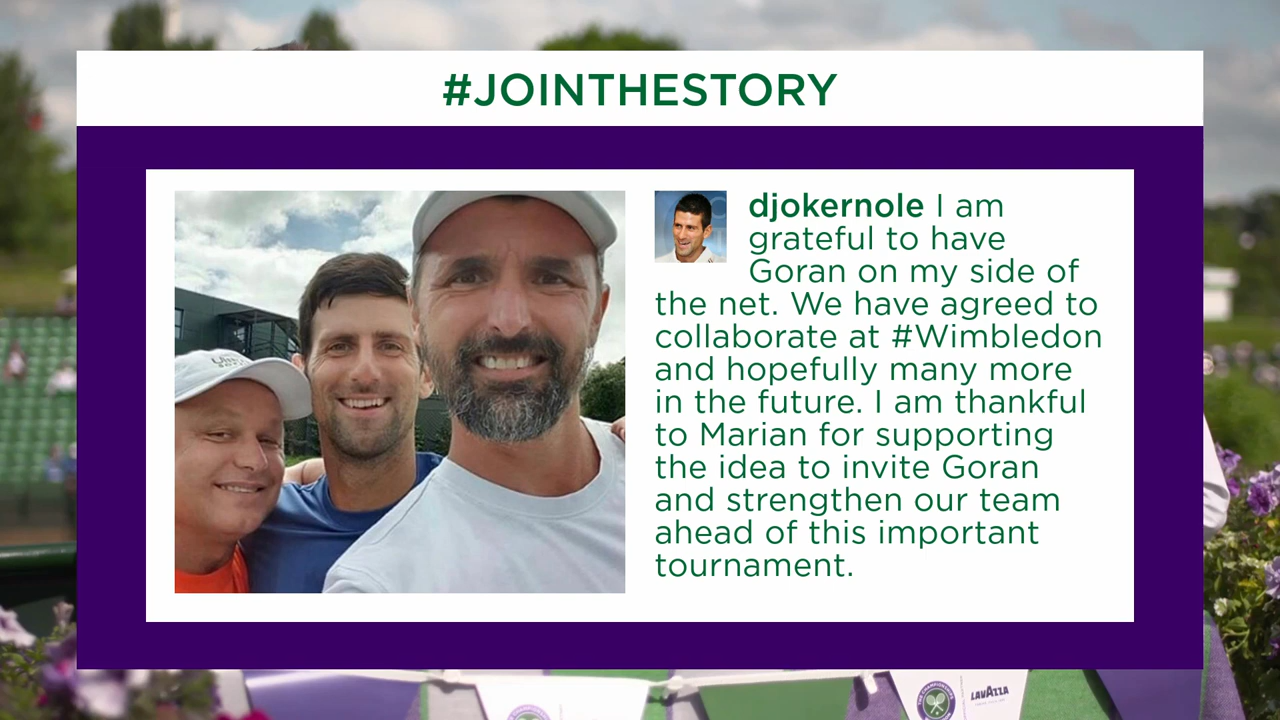 #JOINTHESTORY
djokernole I am
grateful to have
Goran on my side of
the net. We have agreed to
collaborate at #Wimbledon
and hopefully many more
in the future. I am thankful
to Marian for supporting
the idea to invite Goran
and strengthen our team
ahead of this important
tournament.
LAVAZZA